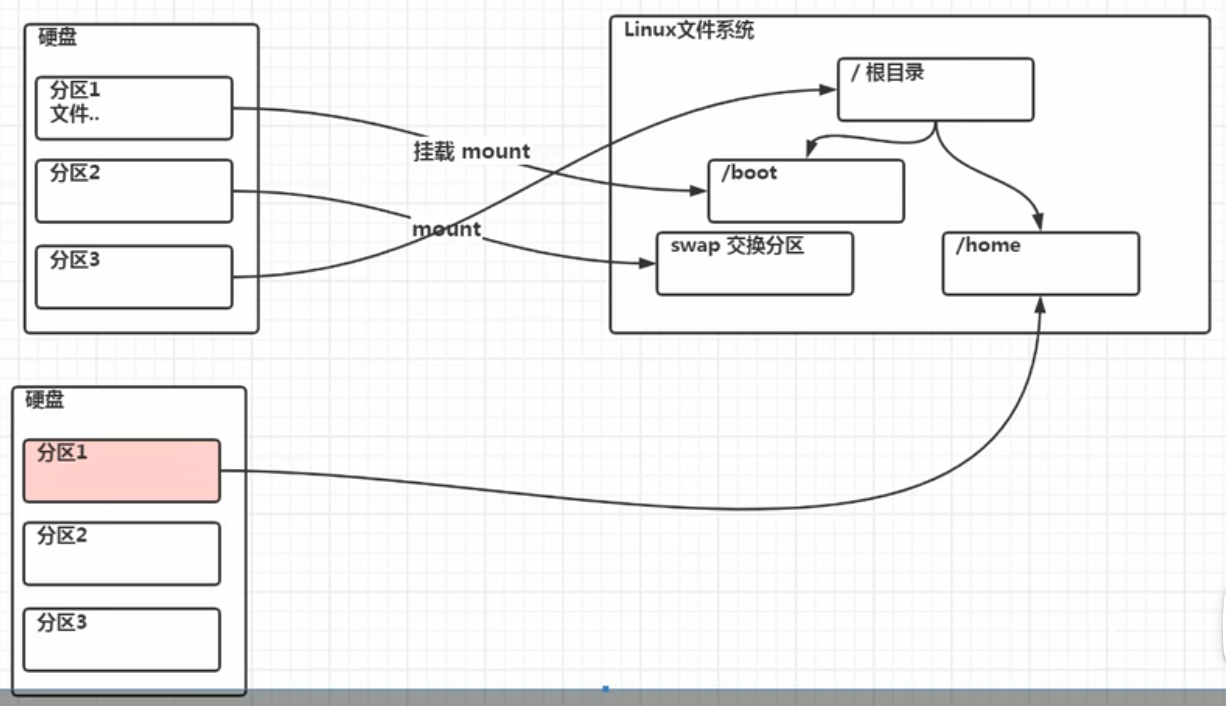 硬盘
分区1
文件..
分区2
分区3
挂载 mount
mount
Linux文件系统
/ 根目录
/boot
swap 交换分区
/home
硬盘
分区1
分区2
分区3